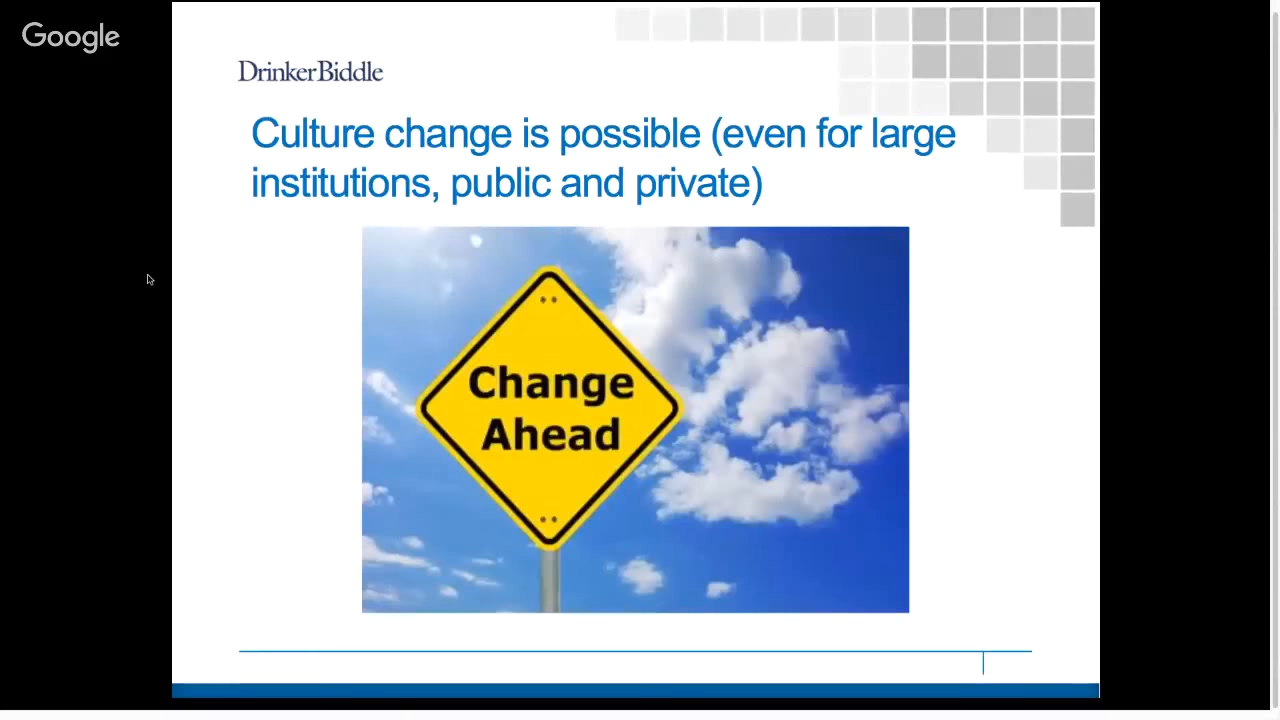 Google
DrinkerBiddle
Culture change is possible (even for large
institutions, public and private)
Change
Ahead